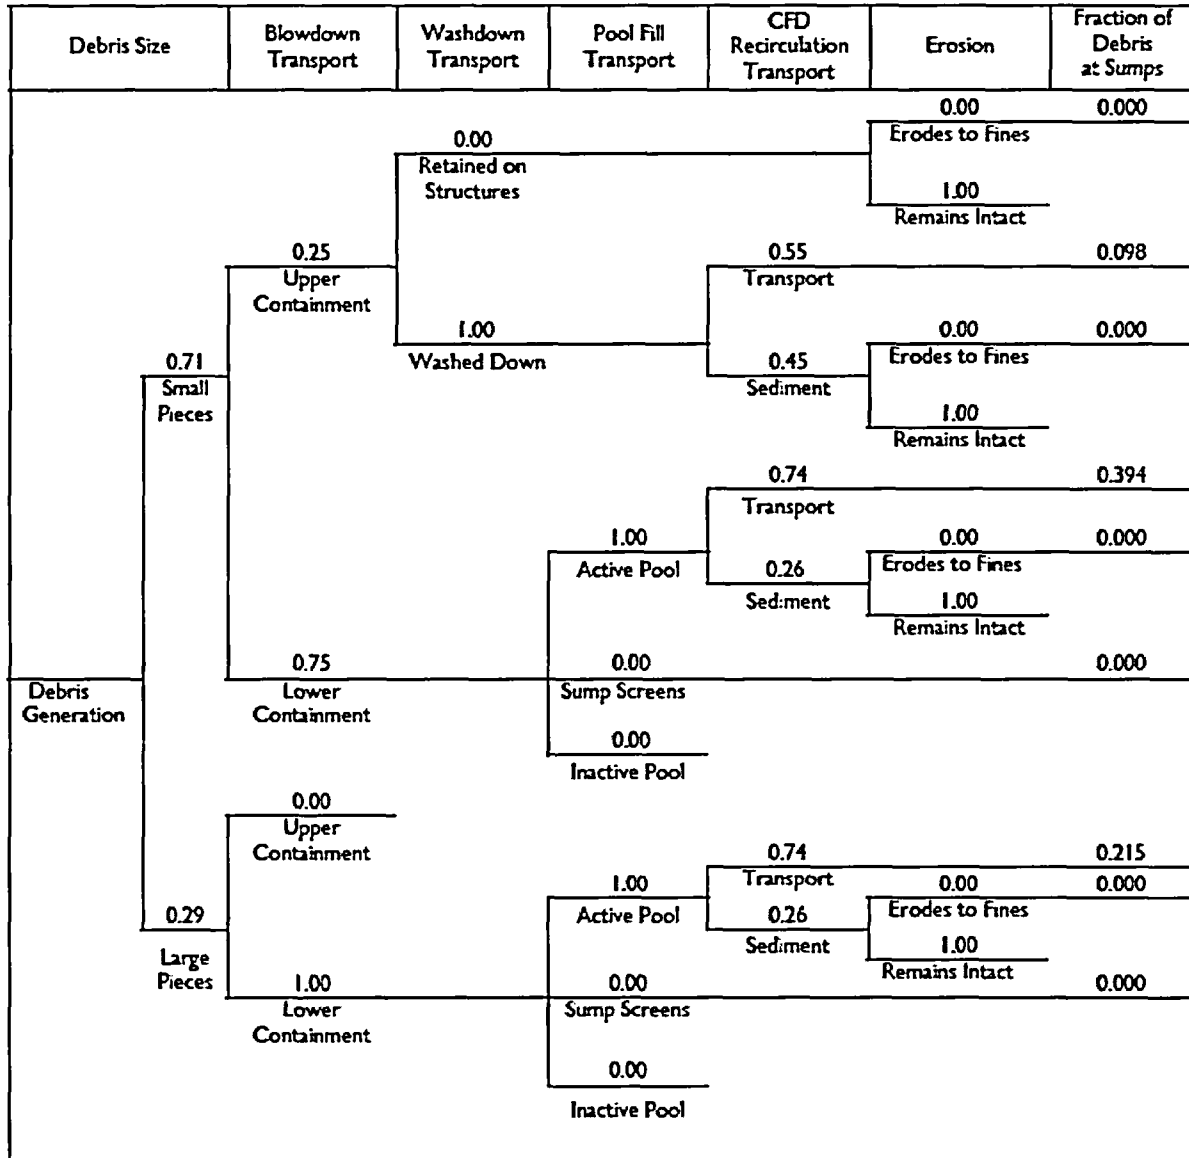 Debris Size
Blowdown
Transport
Washdown
Transport
Pool Fill
Transport
CFD
Recirculation
Transport
Erosion
Fraction of
Debris
at Sumps
0.00
Erodes to Fines
0.000
0.00
Retained on
Structures
1.00
Remains Intact
0.25
Upper
Containment
0.55
Transport
0.098
1.00
Washed Down
0.00
Erodes to Fines
0.000
0.71
Small
Pieces
0.45
Sediment
1.00
Remains Intact
0.74
Transport
0.394
1.00
Active Pool
0.00
Erodes to Fines
0.000
0.26
Sediment
1.00
Remains Intact
Debris
Generation
0.75
Lower
Containment
0.00
Sump Screens
0.000
0.00
Inactive Pool
0.00
Upper
Containment
0.74
Transport
0.215
1.00
Active Pool
0.00
Erodes to Fines
0.000
0.29
Large
Pieces
0.26
Sediment
1.00
Remains Intact
1.00
Lower
Containment
0.00
Sump Screens
0.000
0.00
Inactive Pool